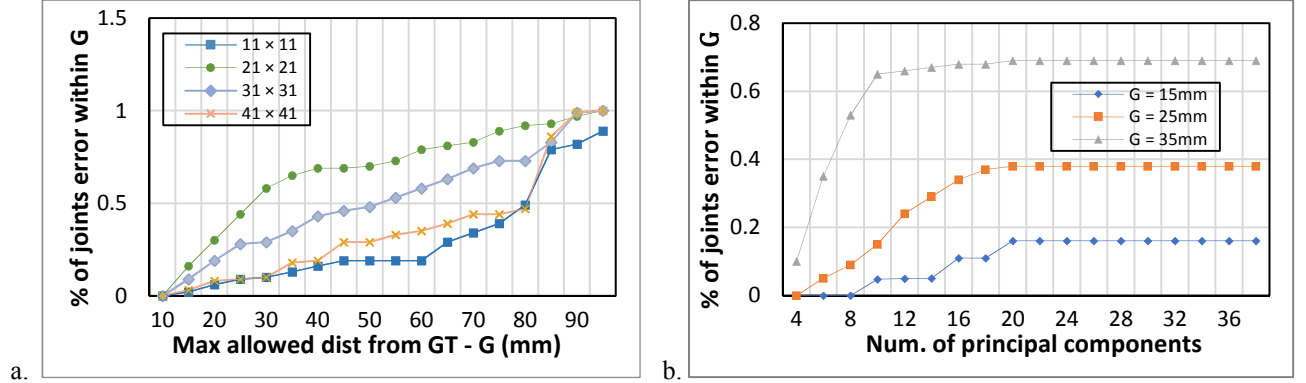 a.
% of joints error within G
1.5
1
0.5
0
11 × 11
21 × 21
31 × 31
41 × 41
10 20 30 40 50 60 70 80 90
Max allowed dist from GT - G (mm)
b.
% of joints error within G
0.8
0.6
0.4
0.2
0
G = 15mm
G = 25mm
G = 35mm
4 8 12 16 20 24 28 32 36
Num. of principal components